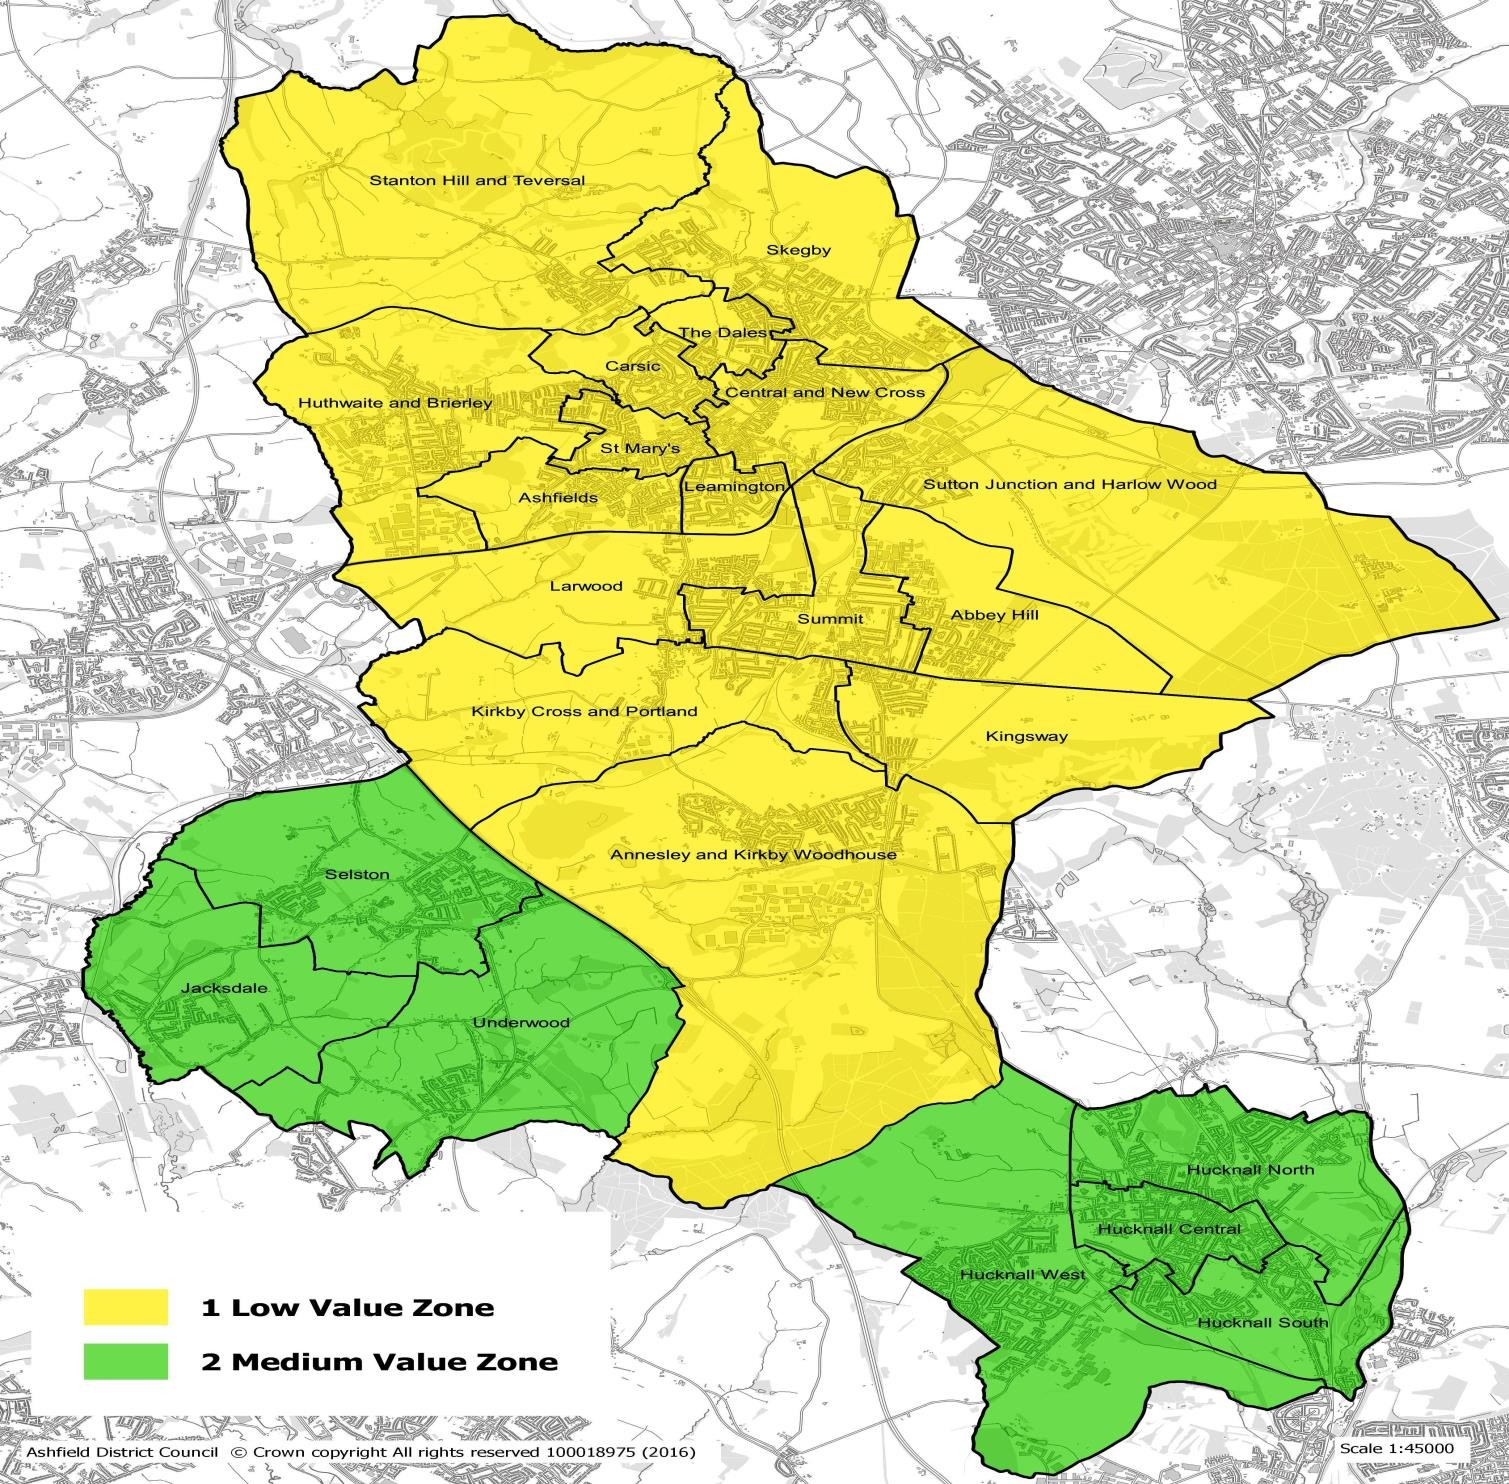 Stanton Hill and Teversal
Skegby
The Dales
Carsic
Central and New Cross
Huthwaite and Brierley
St Mary's
Sutton Junction and Harlow Wood
Leamington
Ashfields
Larwood
Abbey Hill
Summit
Kirkby Cross and Portland
Kingsway
Annesley and Kirkby Woodhouse
Selston
Jacksdale
Underwood
Hucknall North
Hucknall Central
Hucknall West
Hucknall South
1 Low Value Zone
2 Medium Value Zone
Ashfield District Council © Crown copyright All rights reserved 100018975 (2016)
Scale 1:45000